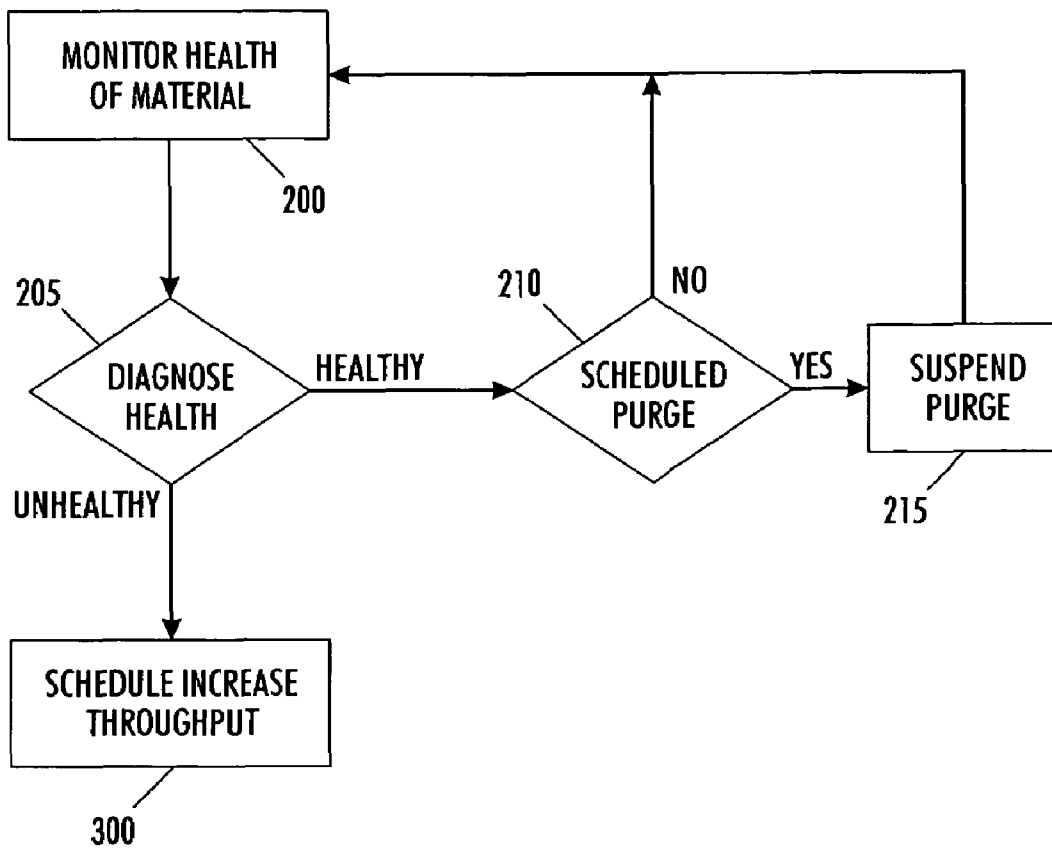 MONITOR HEALTH
OF MATERIAL
200
205
DIAGNOSE
HEALTH
HEALTHY
210
NO
SCHEDULED
PURGE
YES
SUSPEND
PURGE
215
UNHEALTHY
SCHEDULE INCREASE
THROUGHPUT
300